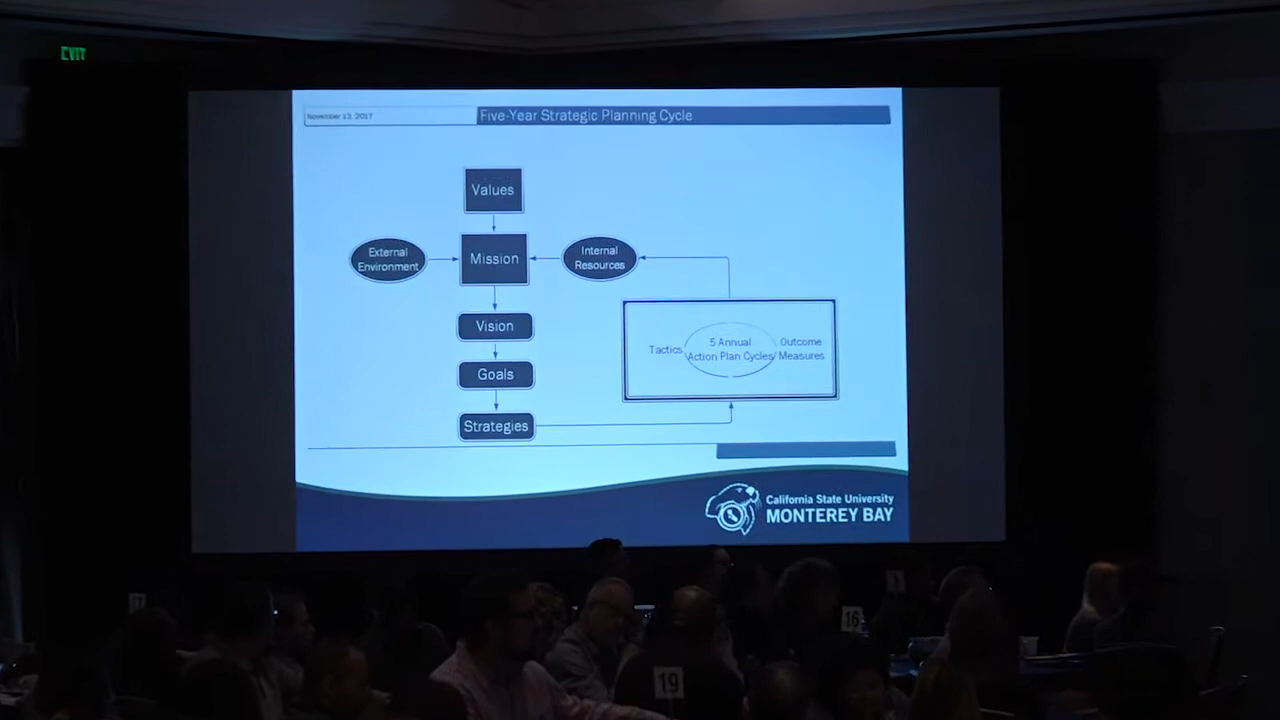 EXIT
November 13, 2017
Five-Year Strategic Planning Cycle
Values
External
Environment
Mission
Internal
Resources
Vision
Goals
Strategies
Tactics
5 Annual
Action Plan Cycles
Outcome
Measures
California State University
MONTEREY BAY
17
16
19